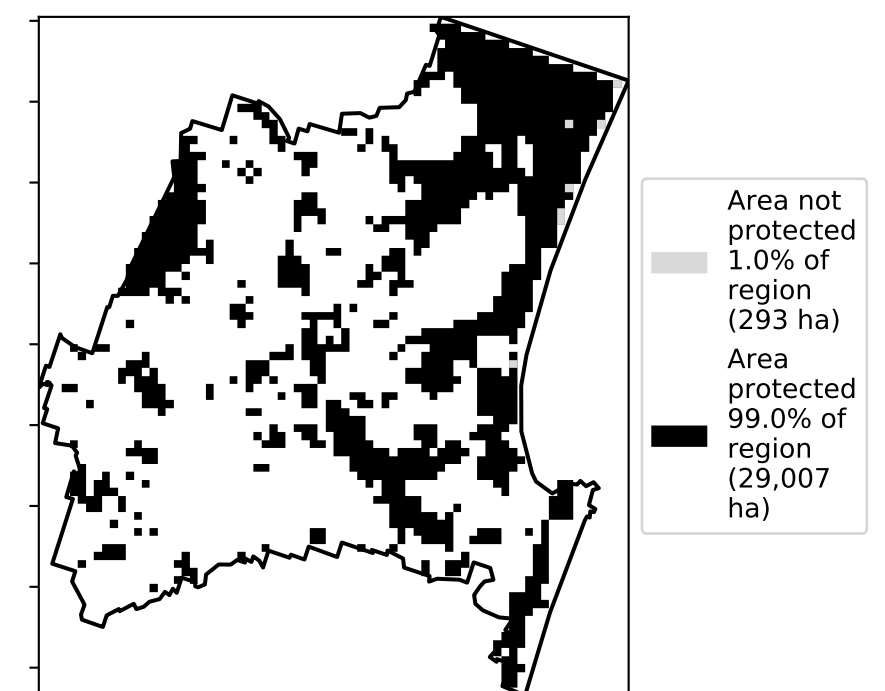 Area not
protected
1.0% of
region
(293 ha)
Area
protected
99.0% of
region
(29,007
ha)